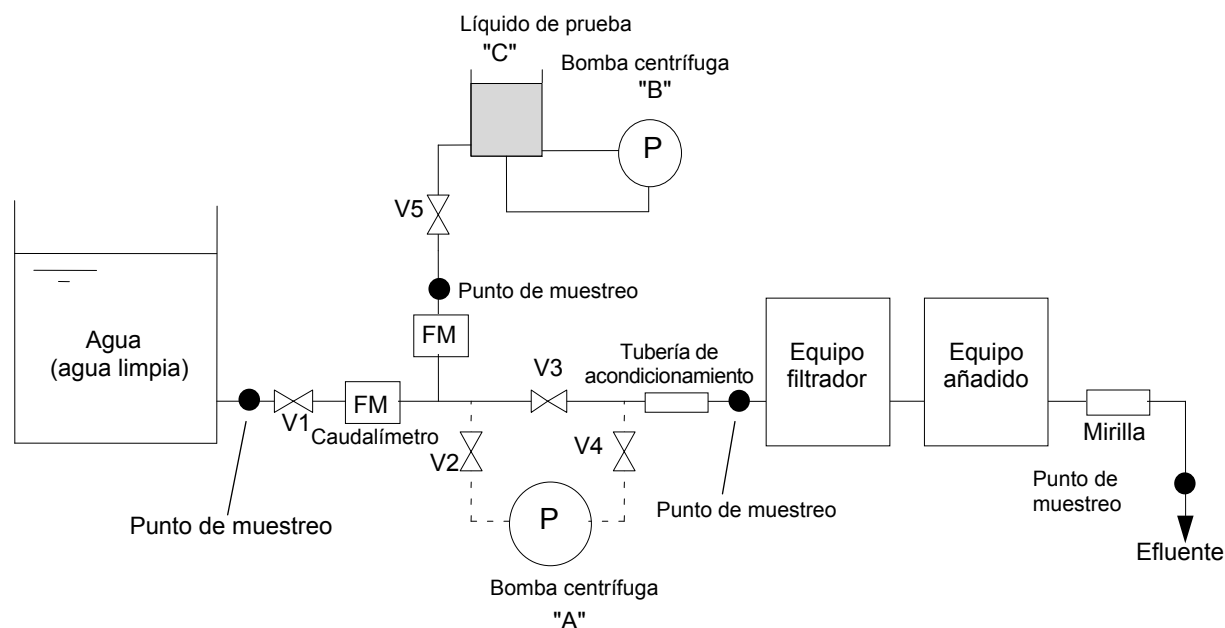 Líquido de prueba
"C"
Bomba centrífuga
"B"
P
V5
Punto de muestreo
FM
Agua
(agua limpia)
V1
FM
Caudalímetro
V3
V2
V4
P
Bomba centrífuga
"A"
Tubería de
acondicionamiento
Equipo
filtrador
Equipo
añadido
Mirilla
Punto de muestreo
Punto de muestreo
Punto de
muestreo
Efluente